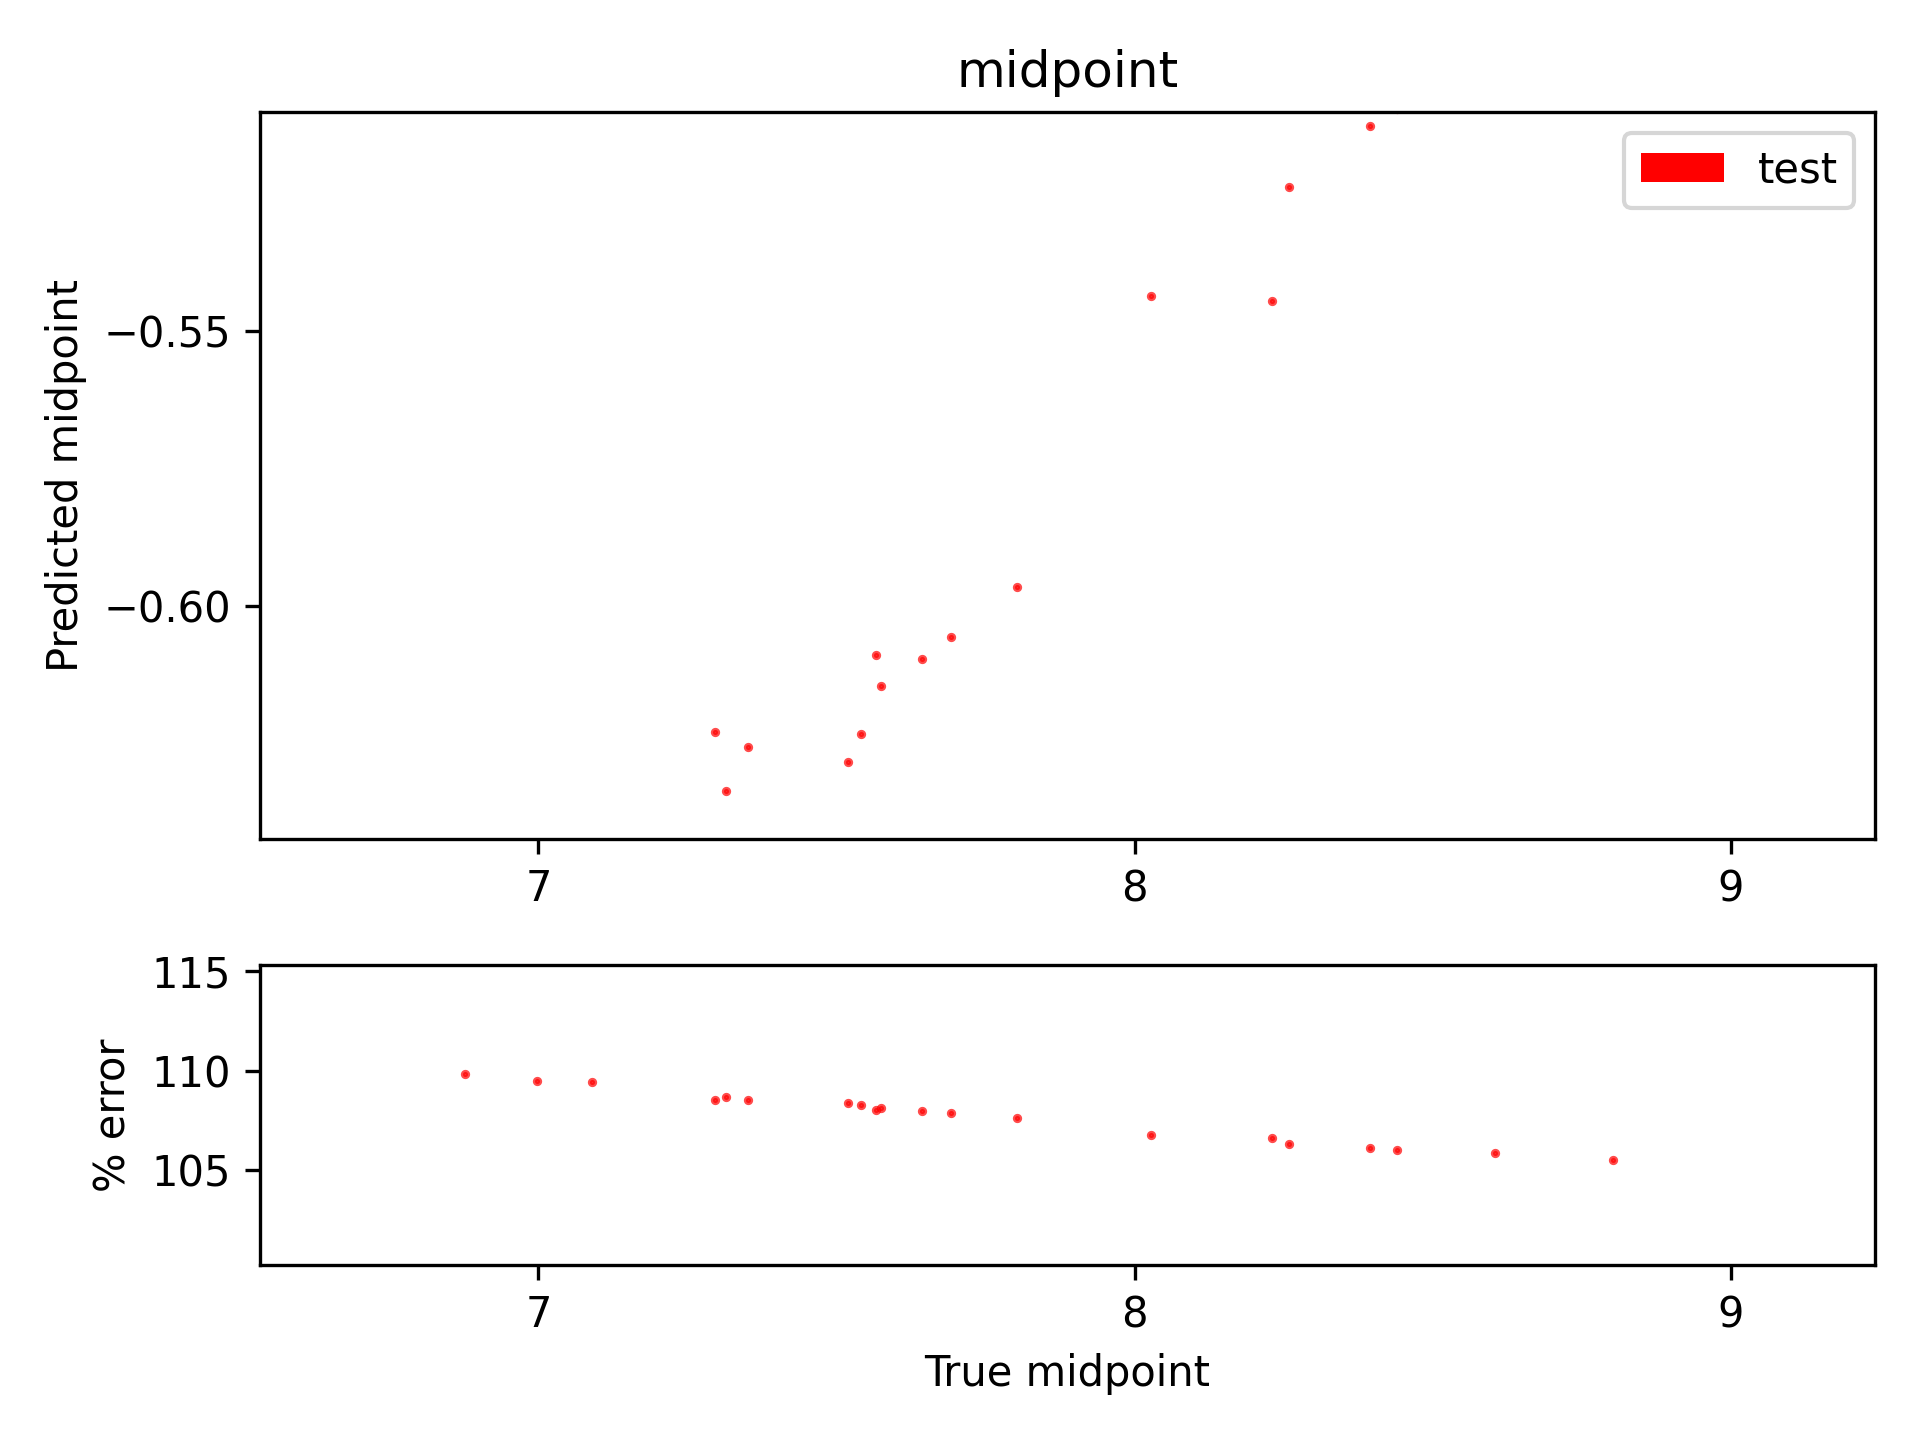 midpoint
test
Predicted midpoint
−0.55
−0.60
7 8 9
% error
115
110
105
7 8 9
True midpoint